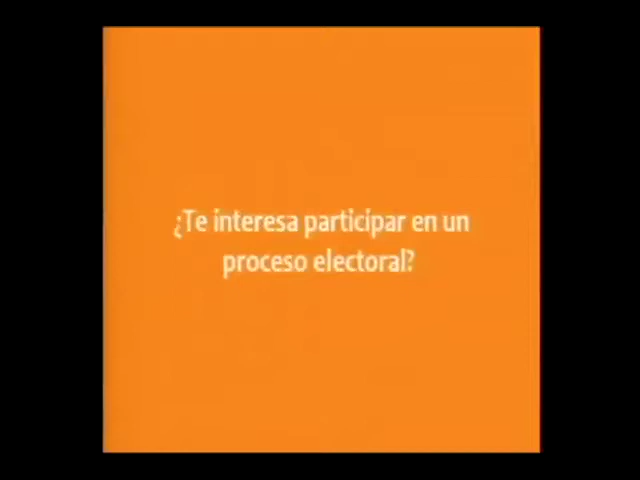 ¿Te interesa participar en un
proceso electoral?